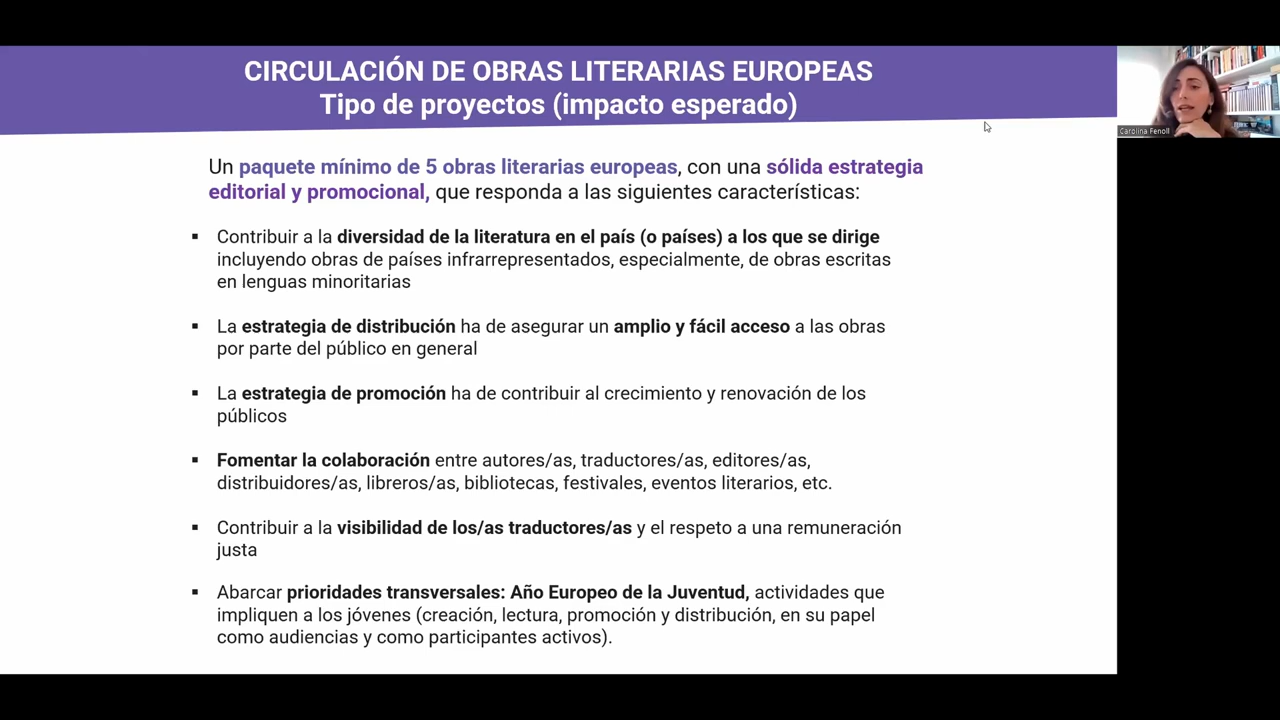 CIRCULACIÓN DE OBRAS LITERARIAS EUROPEAS
Tipo de proyectos (impacto esperado)
Carolina Fenoll
Un paquete mínimo de 5 obras literarias europeas, con una sólida estrategia
editorial y promocional, que responda a las siguientes características:
▪ Contribuir a la diversidad de la literatura en el país (o países) a los que se dirige
incluyendo obras de países infrarrepresentados, especialmente, de obras escritas
en lenguas minoritarias
▪ La estrategia de distribución ha de asegurar un amplio y fácil acceso a las obras
por parte del público en general
▪ La estrategia de promoción ha de contribuir al crecimiento y renovación de los
públicos
▪ Fomentar la colaboración entre autores/as, traductores/as, editores/as,
distribuidores/as, libreros/as, bibliotecas, festivales, eventos literarios, etc.
▪ Contribuir a la visibilidad de los/as traductores/as y el respeto a una remuneración
justa
▪ Abarcar prioridades transversales: Año Europeo de la Juventud, actividades que
impliquen a los jóvenes (creación, lectura, promoción y distribución, en su papel
como audiencias y como participantes activos).